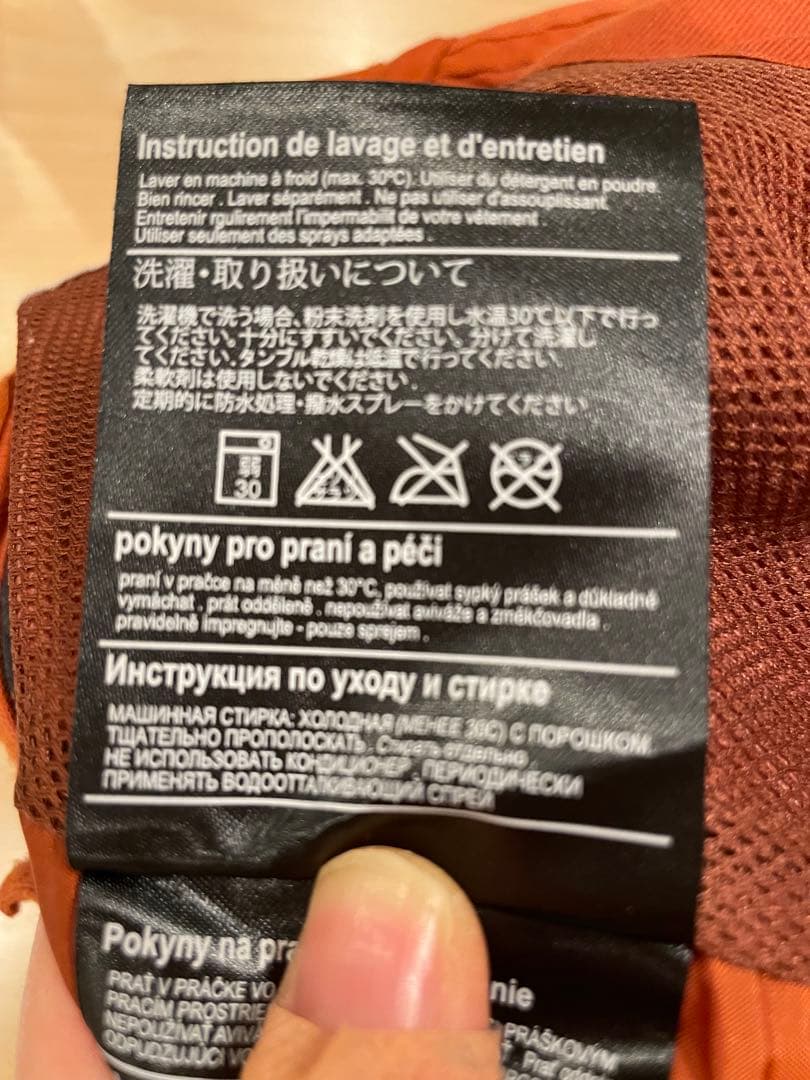 Instruction de lavage et d'entretien
Laver en machine à froid (max. 30°C). Utiliser du détergent en poudre.
Bien rincer . Laver séparément . Ne pas utiliser d'assouplissant.
Entretenir rgulirement l'impermabilit de votre vêtement .
Utiliser seulement des sprays adaptées .
洗濯・取り扱いについて
洗濯機で洗う場合、粉末洗剤を使用し水温30℃以下で行っ
てください。十分にすすいでください。分けて洗濯し
てください。タンブル乾燥は低温で行ってください
柔軟剤は使用しないでください .
定期的に防水処理・撥水スプレーをかけてください
30
pokyny pro praní a péči
praní v pračce na méně než 30°C, používat sypký prášek a důkladně
vymáchat . prát odděleně . nepoužívat aviváže a změkčovadla .
pravidelně impregnujte - pouze sprejem .
Инструкция по уходу и стирке
МАШИННАЯ СТИРКА: ХОЛОДНАЯ (МЕНЕЕ 30C) С ПОРОШКОМ
ТЩАТЕЛЬНО ПРОПОЛОСКАТЬ . Стирать отдельно
НЕ ИСПОЛЬЗОВАТЬ КОНДИЦИОНЕР . ПЕРИОДИЧЕСКИ
ПРИМЕНЯТЬ ВОДООТТАЛКИВАЮЩИЙ СПРЕЙ
Pokyny na pra nie
PRAŤ V PRÁČKE VO PRÁŠKOVÝM
PRACÍM PROSTRIE Prať
NEPOUŽÍVAŤ AVIVÁ
ODPUDZUJÚCI VO